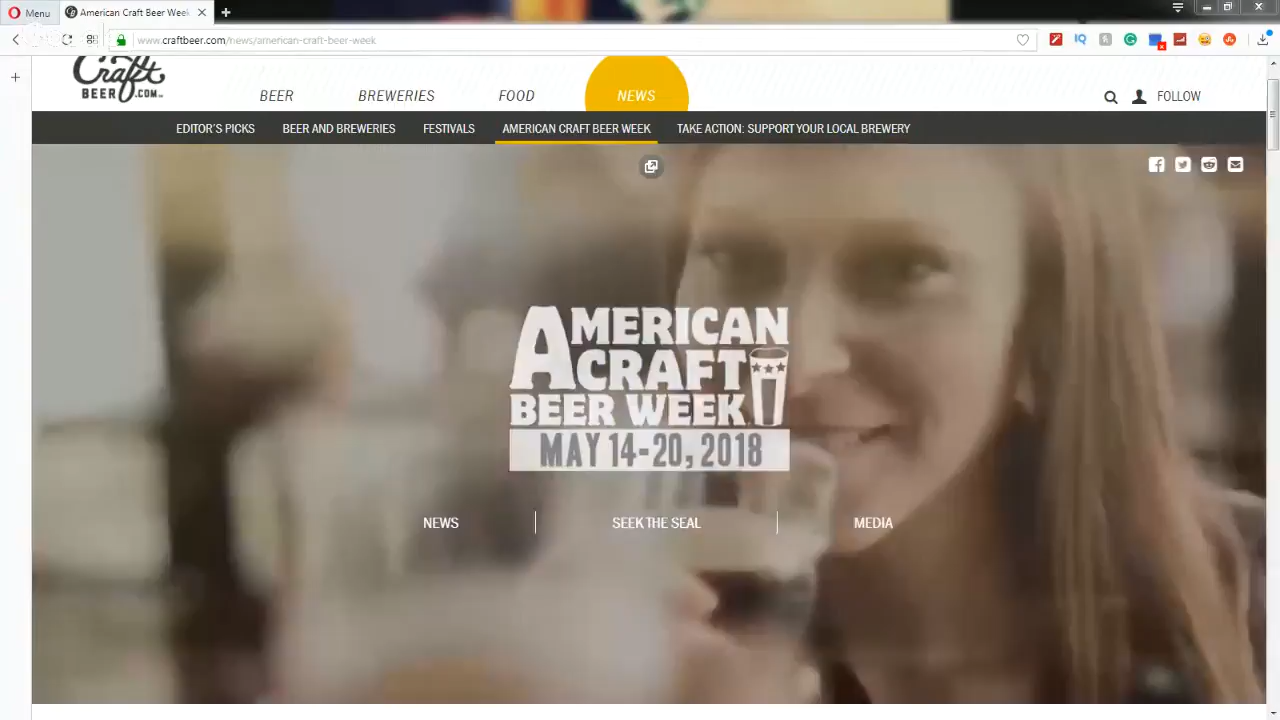 Menu
American Craft Beer Week
www.craftbeer.com/news/american-craft-beer-week
Craft
BEER.COM
BEER
BREWERIES
FOOD
NEWS
FOLLOW
EDITOR'S PICKS
BEER AND BREWERIES
FESTIVALS
AMERICAN CRAFT BEER WEEK
TAKE ACTION: SUPPORT YOUR LOCAL BREWERY
AMERICAN
CRAFT
BEER WEEK
MAY 14-20, 2018
NEWS
SEEK THE SEAL
MEDIA